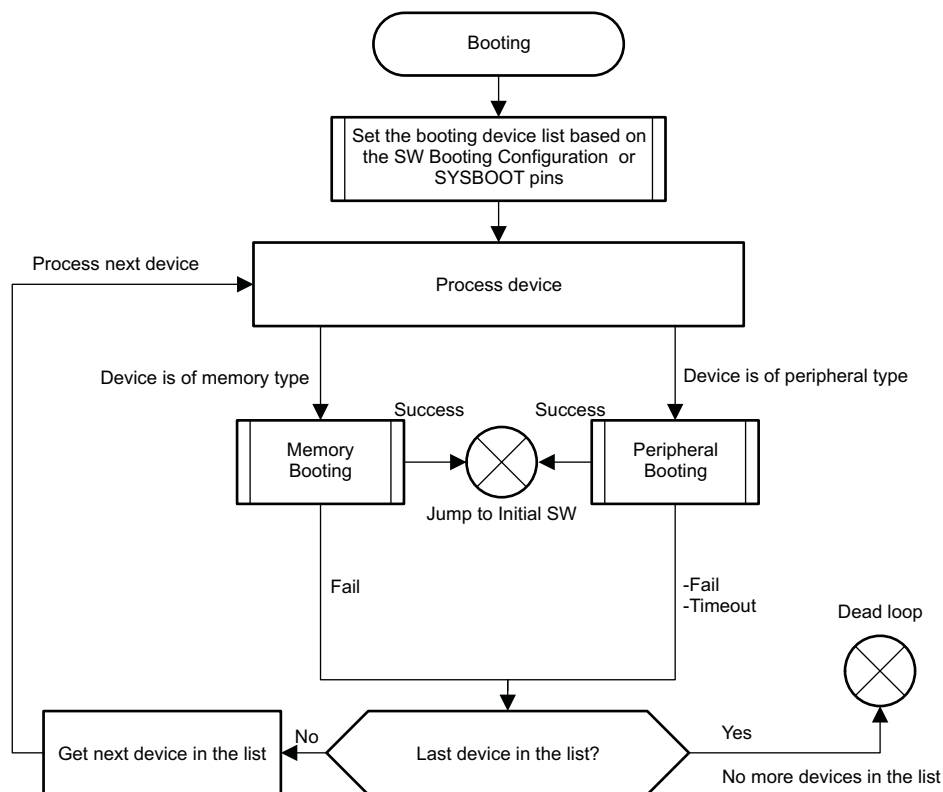 Booting
Set the booting device list based on
the SW Booting Configuration or
SYSBOOT pins
Process next device
Process device
Device is of memory type
Device is of peripheral type
Success
Success
Memory
Booting
Peripheral
Booting
Jump to Initial SW
Fail
-Fail
-Timeout
Dead loop
Get next device in the list
No
Last device in the list?
Yes
No more devices in the list